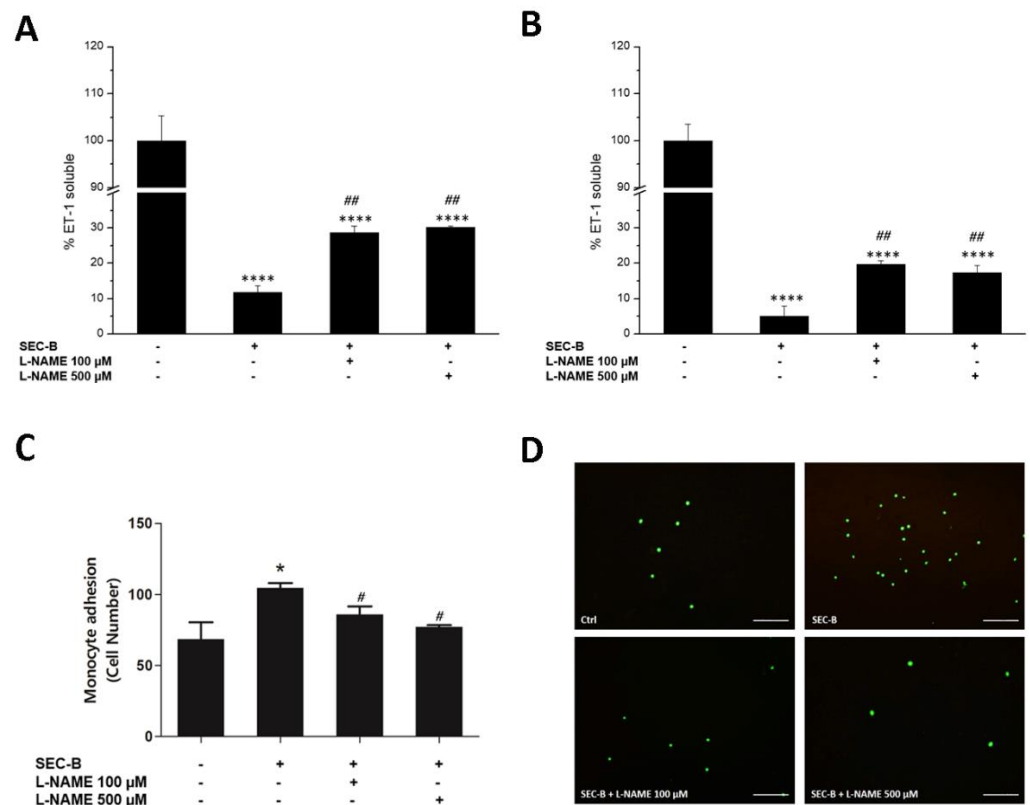 A
120
110
100
90
30
20
10
0
% ET-1 soluble
****
##
****
##
****
SEC-B - + + +
L-NAME 100 µM - - + -
L-NAME 500 µM - - - +
B
120
110
100
90
40
30
20
10
0
% ET-1 soluble
****
##
****
##
****
SEC-B - + + +
L-NAME 100 µM - - + -
L-NAME 500 µM - - - +
C
150
100
50
0
Monocyte adhesion
(Cell Number)
*
#
#
SEC-B - + + +
L-NAME 100 µM - - + -
L-NAME 500 µM - - - +
D
Ctrl
SEC-B
SEC-B + L-NAME 100 µM
SEC-B + L-NAME 500 µM